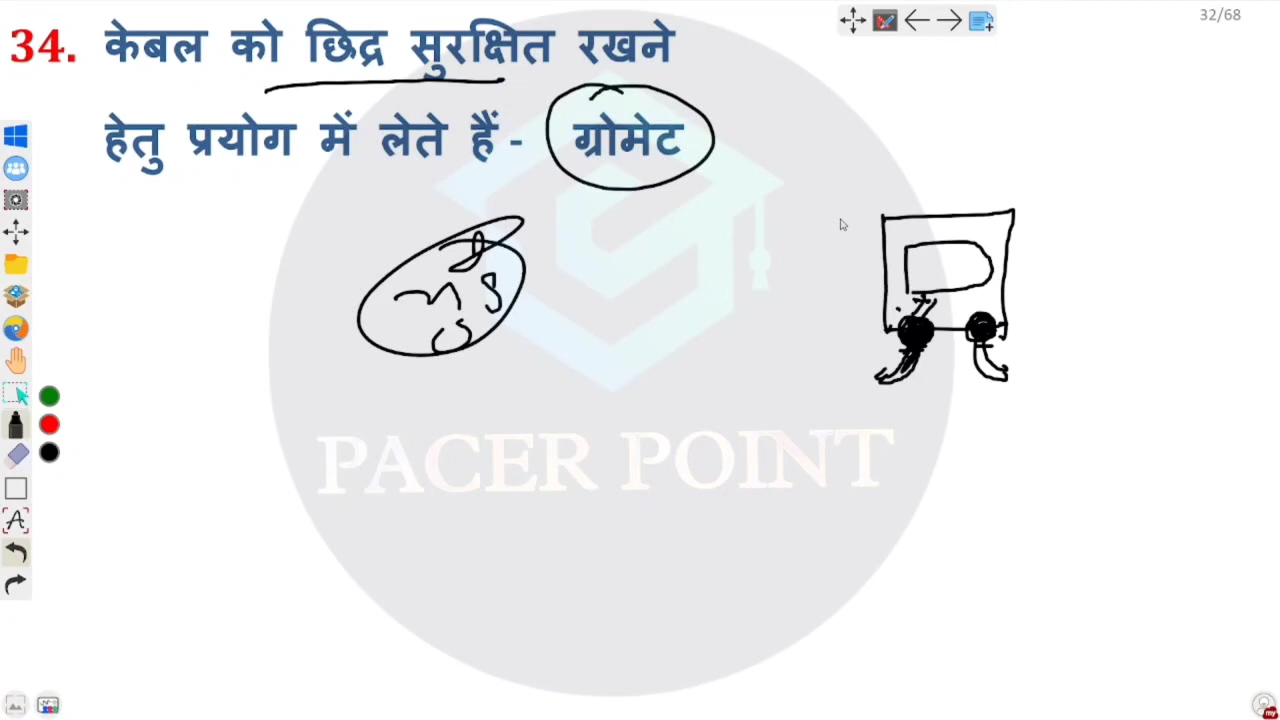 32/68
34. केबल को छिद्र सुरक्षित रखने
हेतु प्रयोग में लेते हैं - ग्रोमेट
PACER POINT